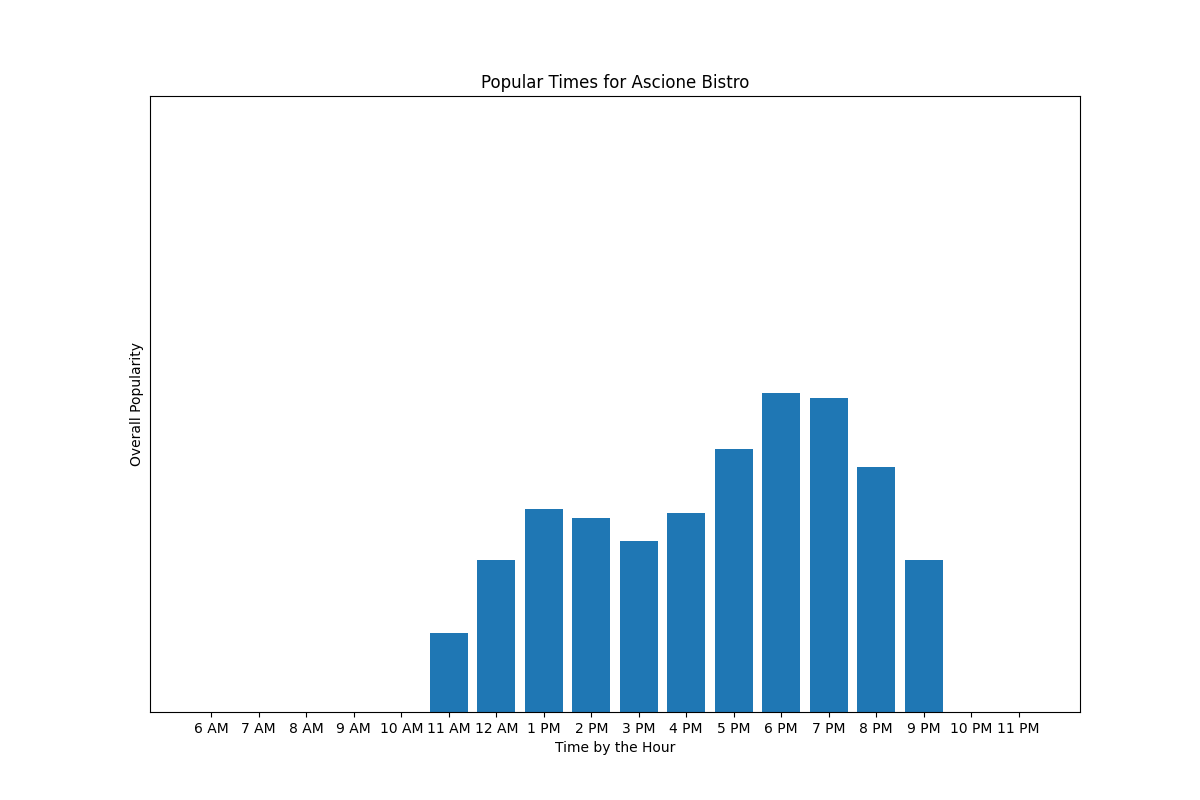 Popular Times for Ascione Bistro
Overall Popularity
6 AM 7 AM 8 AM 9 AM 10 AM 11 AM 12 AM 1 PM 2 PM 3 PM 4 PM 5 PM 6 PM 7 PM 8 PM 9 PM 10 PM 11 PM
Time by the Hour